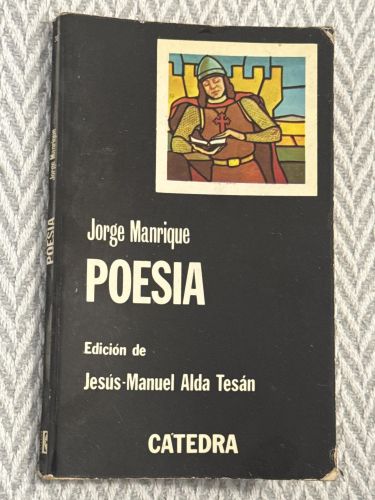 Jorge Manrique
POESIA
Edición de
Jesús-Manuel Alda Tesán
CATEDRA
POESIA
Jorge Manrique